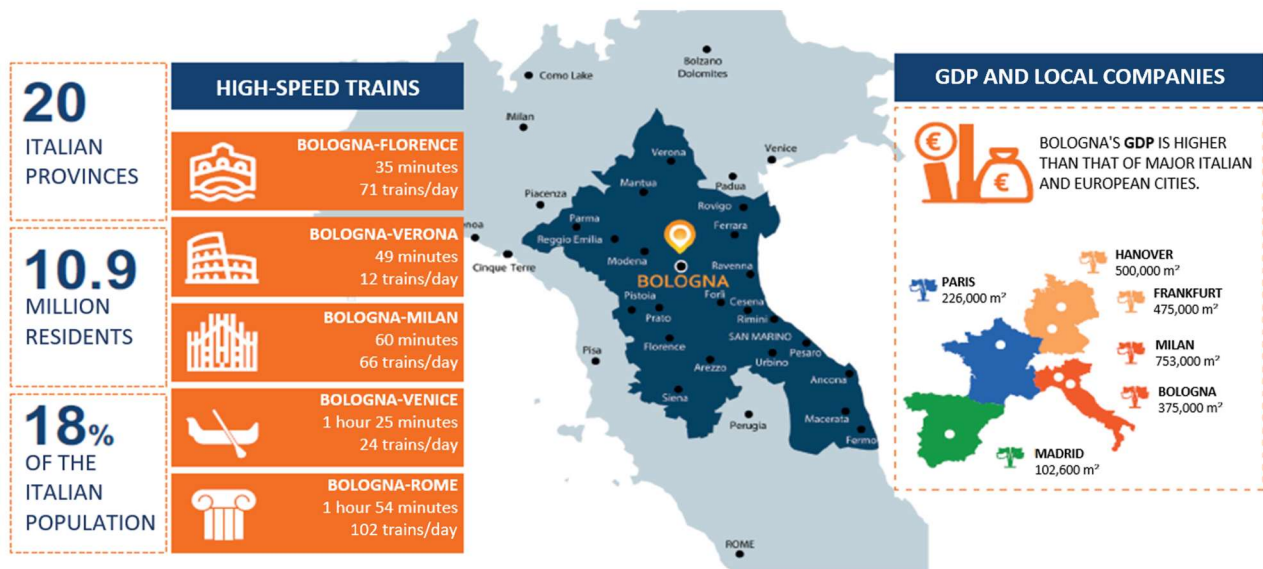 20
ITALIAN
PROVINCES
10.9
MILLION
RESIDENTS
18%
OF THE
ITALIAN
POPULATION
HIGH-SPEED TRAINS
BOLOGNA-FLORENCE
35 minutes
71 trains/day
BOLOGNA-VERONA
49 minutes
12 trains/day
BOLOGNA-MILAN
60 minutes
66 trains/day
BOLOGNA-VENICE
1 hour 25 minutes
24 trains/day
BOLOGNA-ROME
1 hour 54 minutes
102 trains/day
Bolzano
Dolomites
Como Lake
lMilan
Verona
Venice
Mantua
Padua
Piacenza
Rovigo
Parma
Ferrara
enoa
Reggio Emilia
Cinque Terre
Modena
Ravenna
BOLOGNA
Pistoia
Forlì
Cesena
Prato
Rimini
SAN MARINO
Florence
Pesaro
Pisa
Urbino
Arezzo
Ancona
Siena
Macerata
Perugia
Fermo
ROME
GDP AND LOCAL COMPANIES
€
€
BOLOGNA'S GDP IS HIGHER
THAN THAT OF MAJOR ITALIAN
AND EUROPEAN CITIES.
HANOVER
500,000 m²
PARIS
226,000 m²
FRANKFURT
475,000 m²
MILAN
753,000 m²
BOLOGNA
375,000 m²
MADRID
102,600 m²